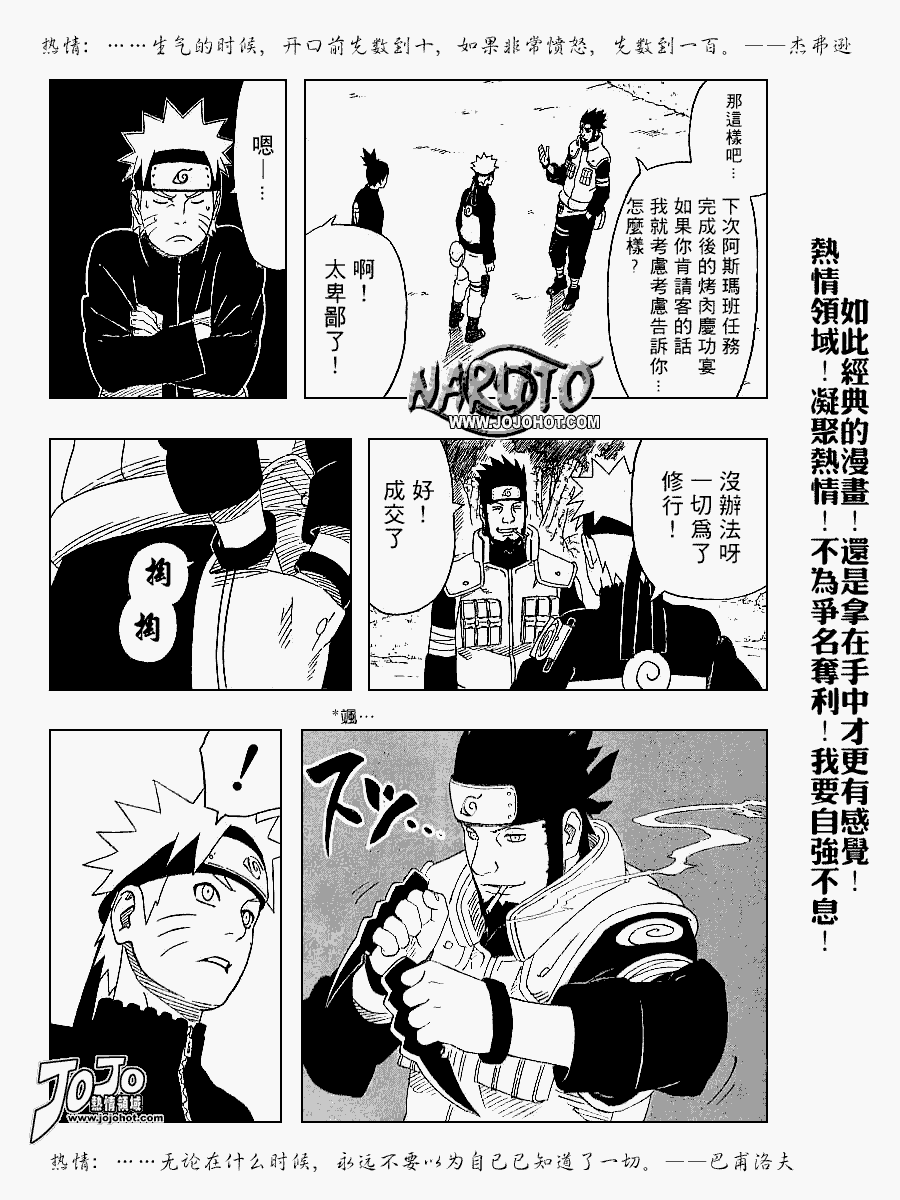 热情：……生气的时候，开口前先数到十，如果非常愤怒，先数到一百。——杰弗逊
那這樣吧…
下次阿斯瑪班任務
完成後的烤肉慶功宴
如果你肯請客的話
我就考慮考慮告訴你…
怎麼樣？
啊！
太卑鄙了！
嗯——…
NARUTO
WWW.JOJOHOT.COM
沒辦法呀
一切爲了
修行！
好！
成交了
掏
掏
*颯…
スッ…
！
JOJO
熱情領域
www.jojohot.com
如此經典的漫畫！還是拿在手中才更有感覺！
熱情領域！凝聚熱情！不為爭名奪利！我要自強不息！
热情：……无论在什么时候，永远不要以为自已已知道了一切。——巴甫洛夫